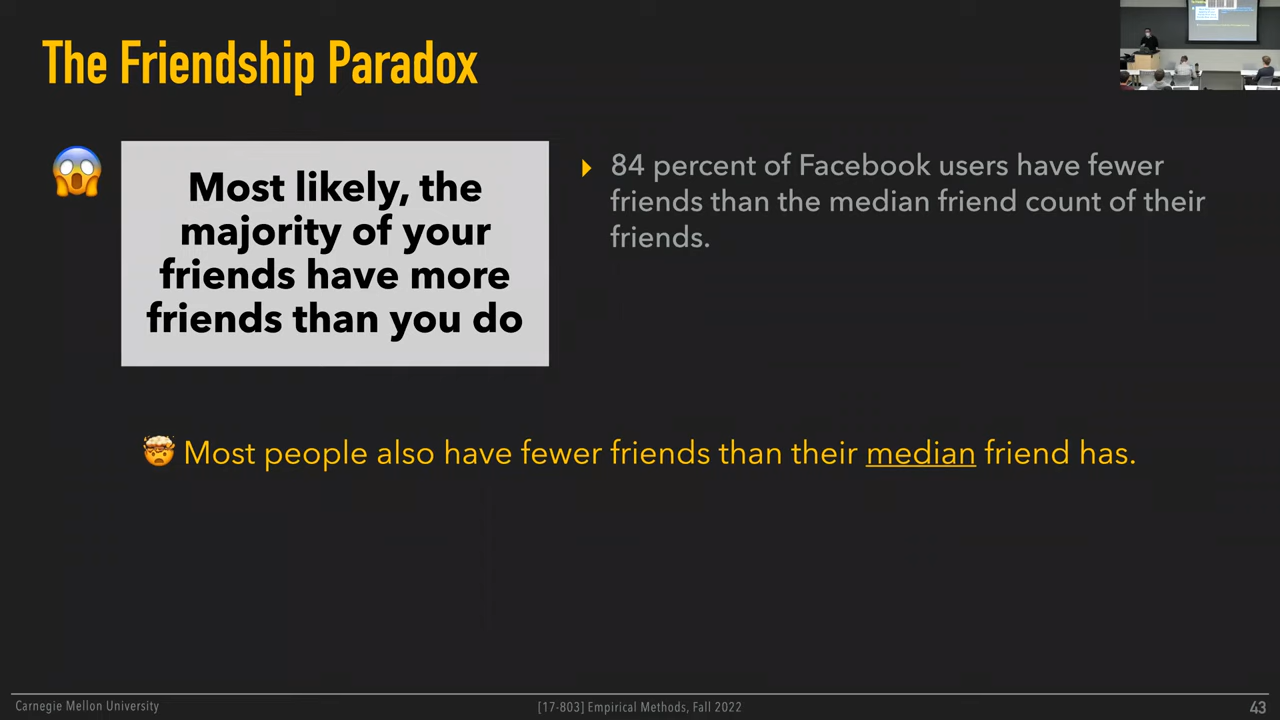 The Friendship Paradox
😱
Most likely, the
majority of your
friends have more
friends than you do
84 percent of Facebook users have fewer
friends than the median friend count of their
friends.
🤯 Most people also have fewer friends than their median friend has.
Carnegie Mellon University
[17-803] Empirical Methods, Fall 2022
43